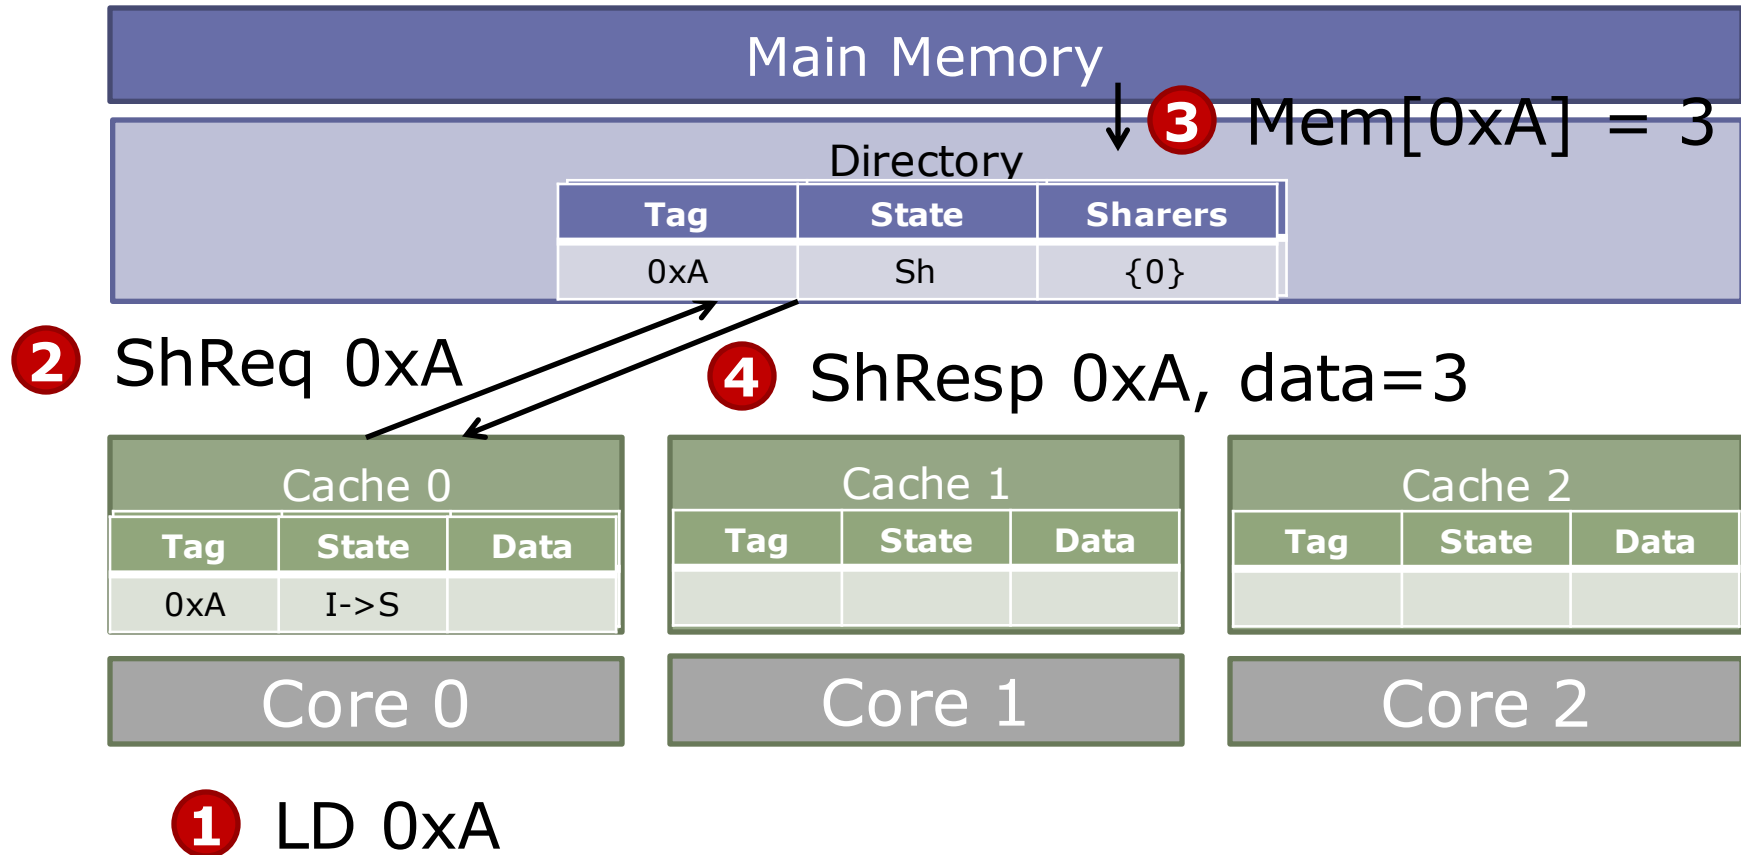 Main Memory
3 Mem[0xA] = 3
Directory
Tag State Sharers
0xA Sh {0}
2 ShReq 0xA
4 ShResp 0xA, data=3
Cache 0 Cache 1 Cache 2
Tag State Data Tag State Data Tag State Data
0xA I->S
Core 0 Core 1 Core 2
1 LD 0xA